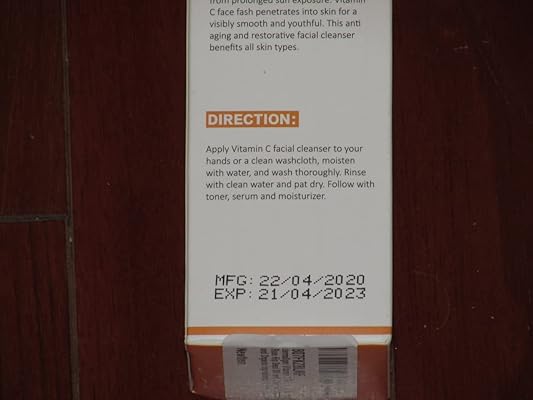 from prolonged sun exposure. Vitamin
C face fash penetrates into skin for a
visibly smooth and youthful. This anti
aging and restorative facial cleanser
benefits all skin types.
DIRECTION:
Apply Vitamin C facial cleanser to your
hands or a clean washcloth, moisten
with water, and wash thoroughly. Rinse
with clean water and pat dry. Follow with
toner, serum and moisturizer.
MFG: 22/04/2020
EXP: 21/04/2023
New Item